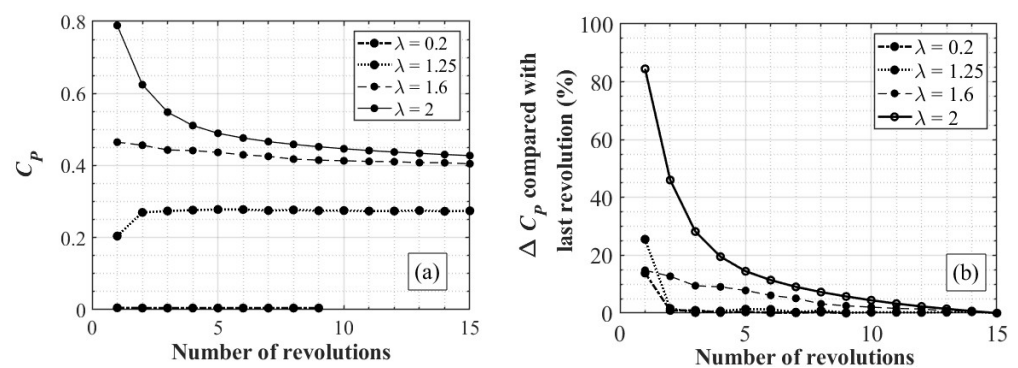 0.8
0.6
0.4
0.2
0
C_P
λ = 0.2
λ = 1.25
λ = 1.6
λ = 2
(a)
0 5 10 15
Number of revolutions
100
80
60
40
20
0
Δ C_P compared with
last revolution (%)
λ = 0.2
λ = 1.25
λ = 1.6
λ = 2
(b)
0 5 10 15
Number of revolutions